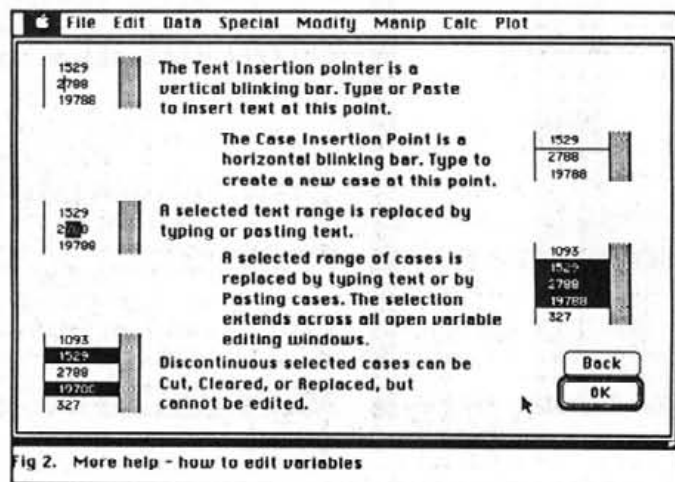 File Edit Data Special Modify Manip Calc Plot
1529
2788
19788
The Text Insertion pointer is a
vertical blinking bar. Type or Paste
to insert text at this point.
The Case Insertion Point is a
horizontal blinking bar. Type to
create a new case at this point.
1529
2788
19788
1529
19788
A selected text range is replaced by
typing or pasting text.
A selected range of cases is
replaced by typing text or by
Pasting cases. The selection
extends across all open variable
editing windows.
1093
1529
2788
19788
327
1093
1529
2788
327
Discontinuous selected cases can be
Cut, Cleared, or Replaced, but
cannot be edited.
Back
OK
Fig 2. More help - how to edit variables